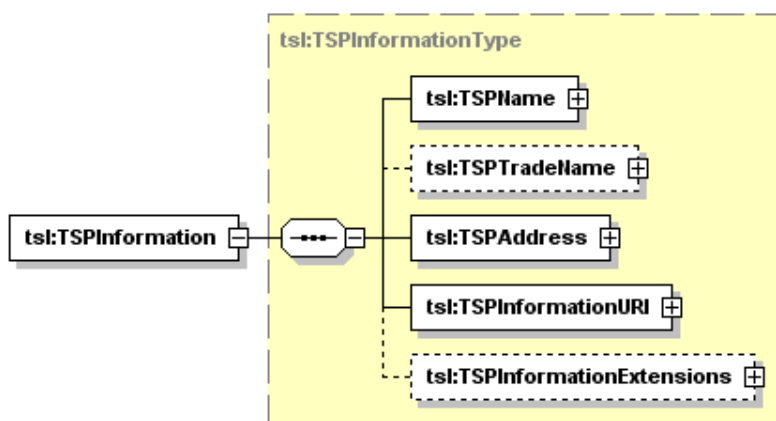 tsl:TSPInformationType
tsl:TSPName
tsl:TSPTradeName
tsl:TSPInformation
tsl:TSPAddress
tsl:TSPInformationURI
tsl:TSPInformationExtensions